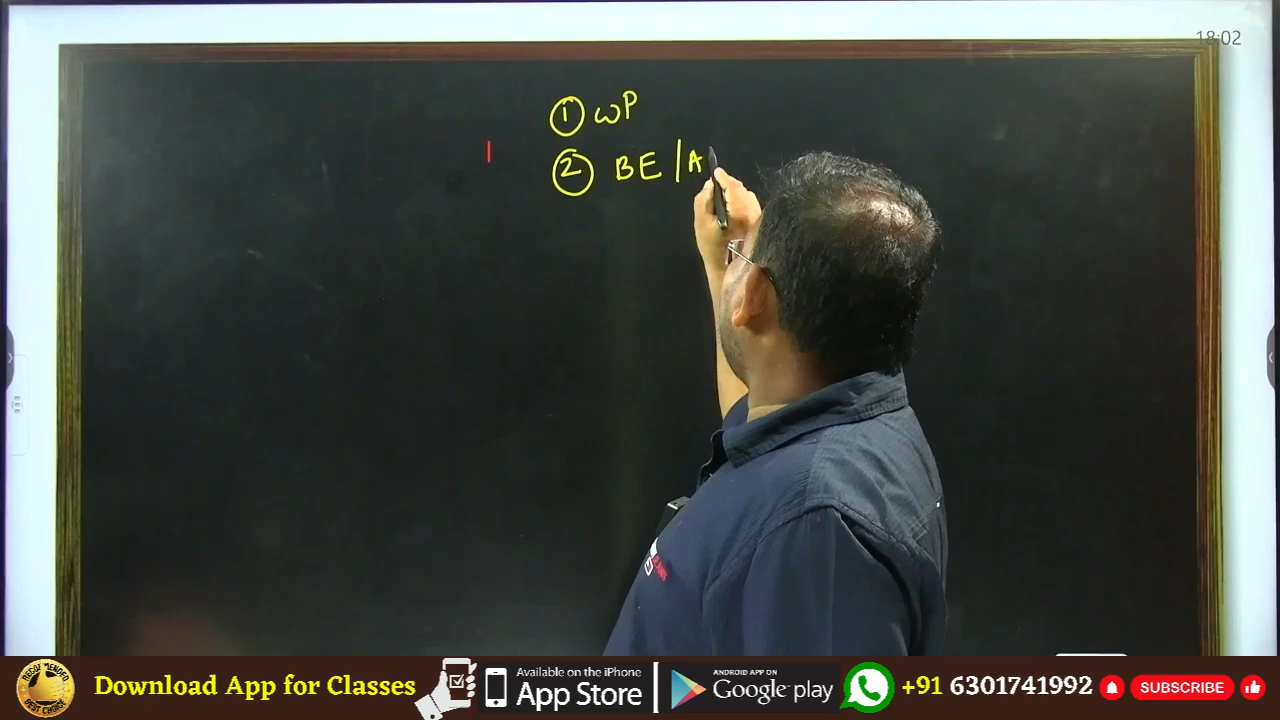 18:02
① WP
② BE / A
Download App for Classes
Available on the iPhone
App Store
ANDROID APP ON
Google play
+91 6301741992
SUBSCRIBE